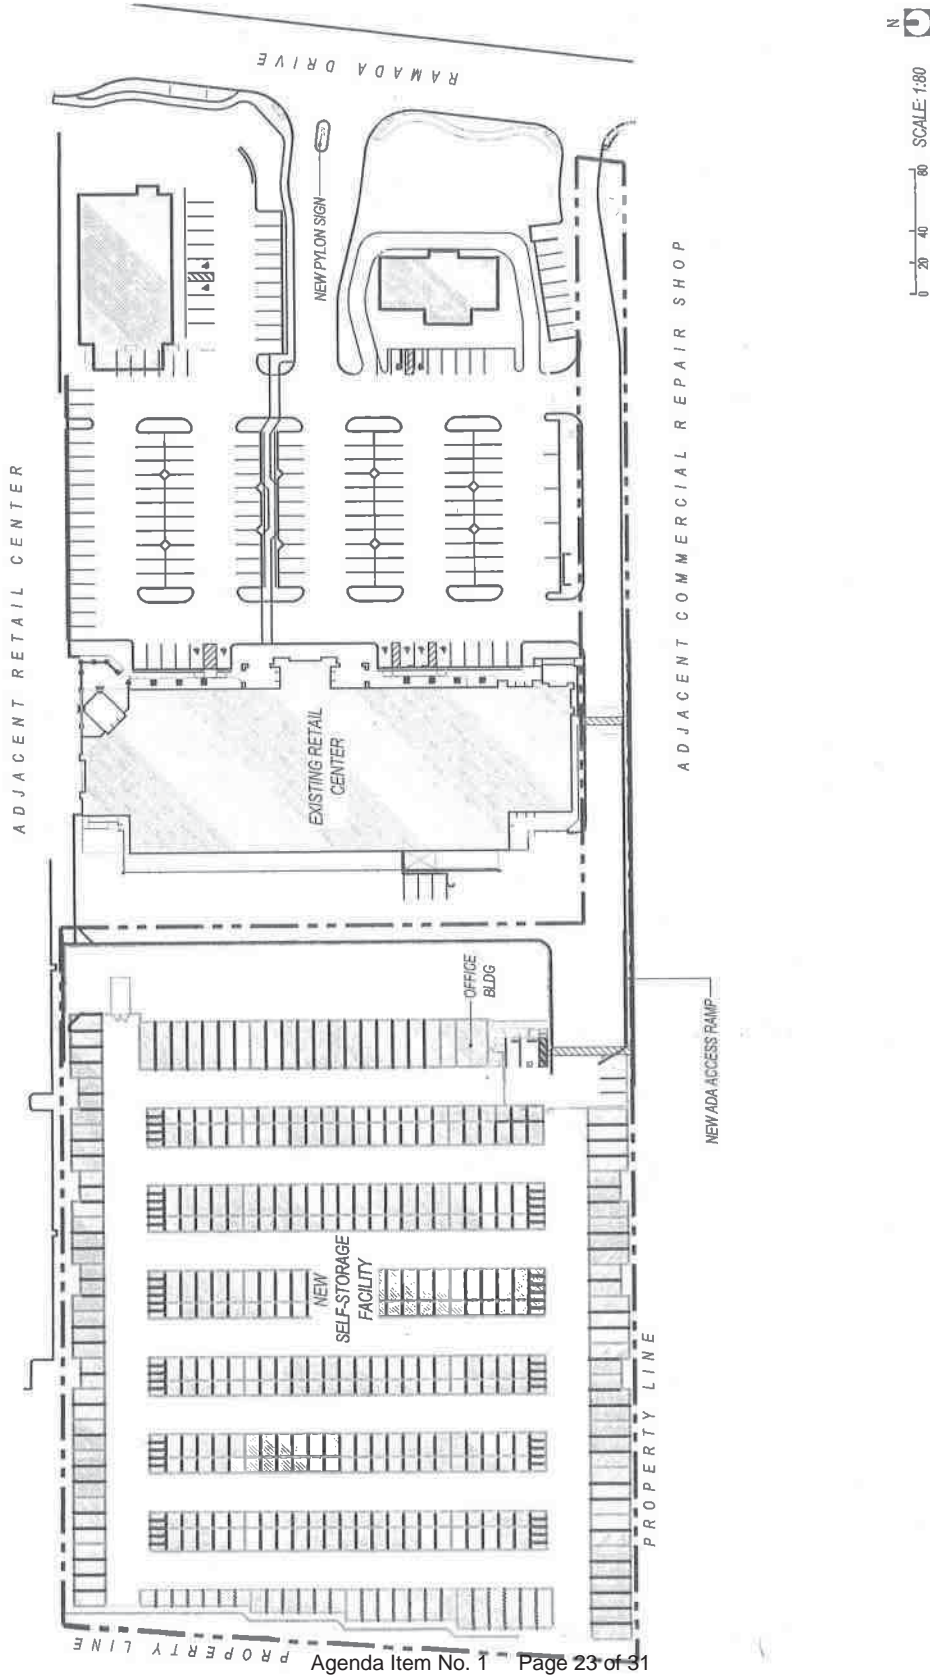 RAMADA DRIVE
N
SCALE: 1:80
0 20 40 80
NEW PYLON SIGN
ADJACENT RETAIL CENTER
ADJACENT COMMERCIAL REPAIR SHOP
EXISTING RETAIL
CENTER
OFFICE
BLDG
NEW ADA ACCESS RAMP
NEW
SELF-STORAGE
FACILITY
PROPERTY LINE
PROPERTY LINE
Agenda Item No. 1 Page 23 of 31